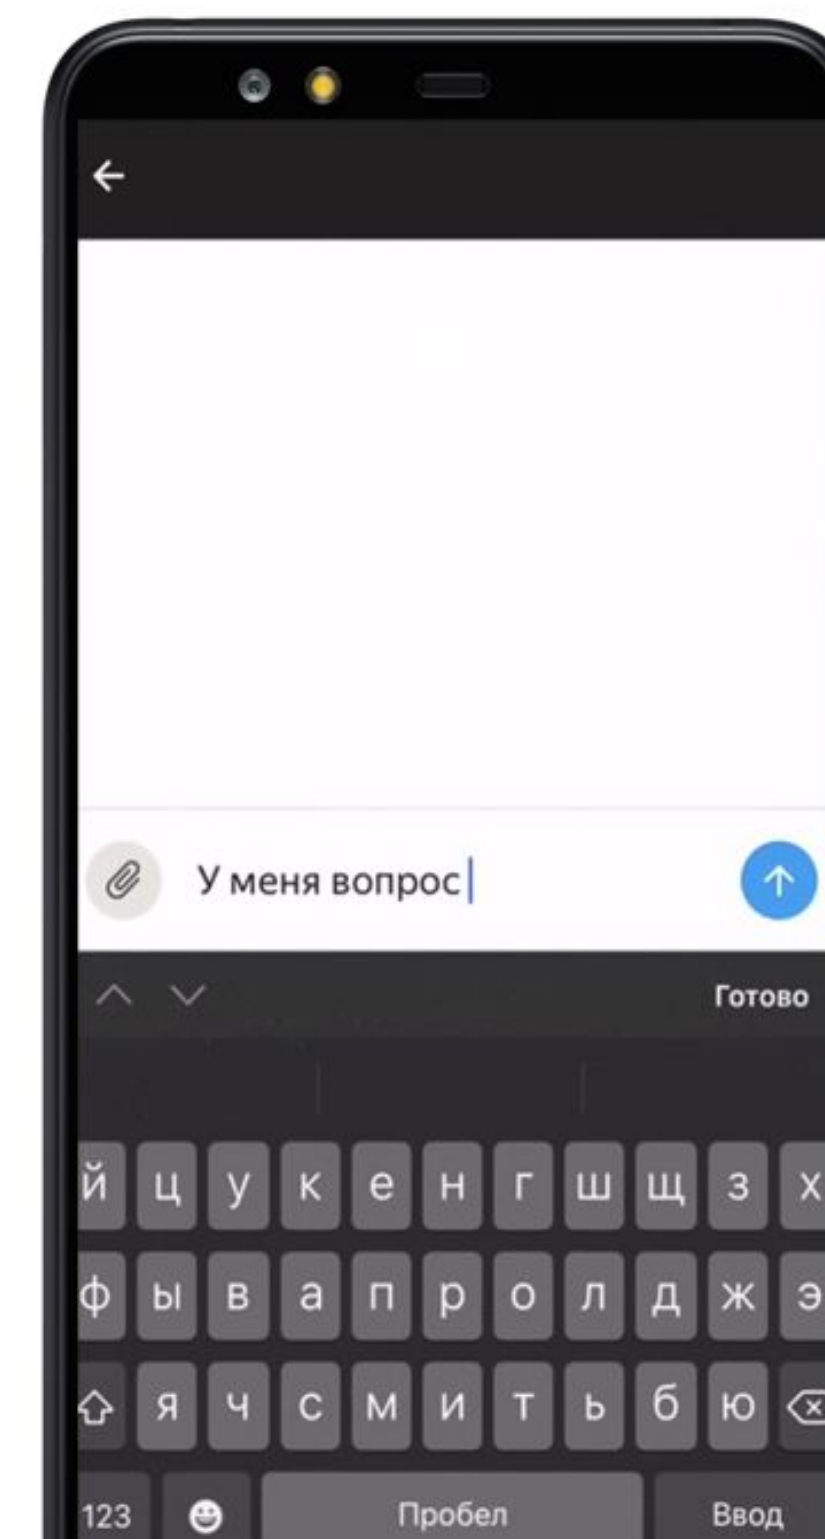 У меня вопрос
Готово
й ц у к е н г ш щ з х
ф ы в а п р о л д ж э
я ч с м и т ь б ю
123 Пробел Ввод